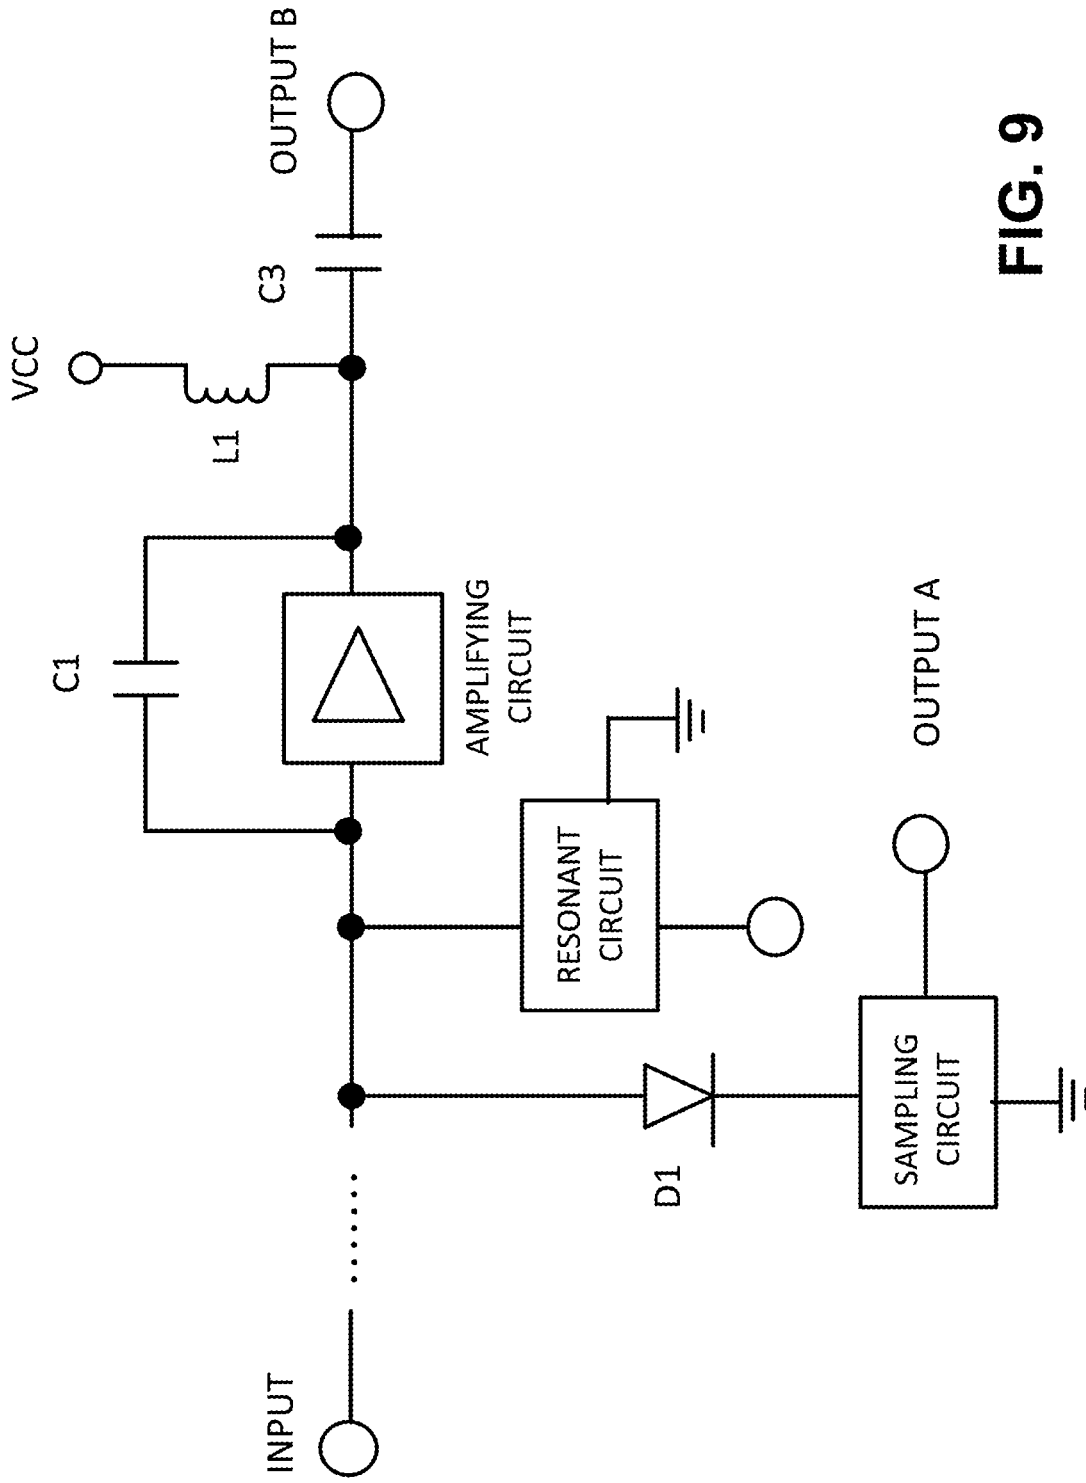 VCC
OUTPUT B
C1
L1
C3
INPUT
AMPLIFYING
CIRCUIT
RESONANT
CIRCUIT
D1
SAMPLING
CIRCUIT
OUTPUT A
FIG. 9